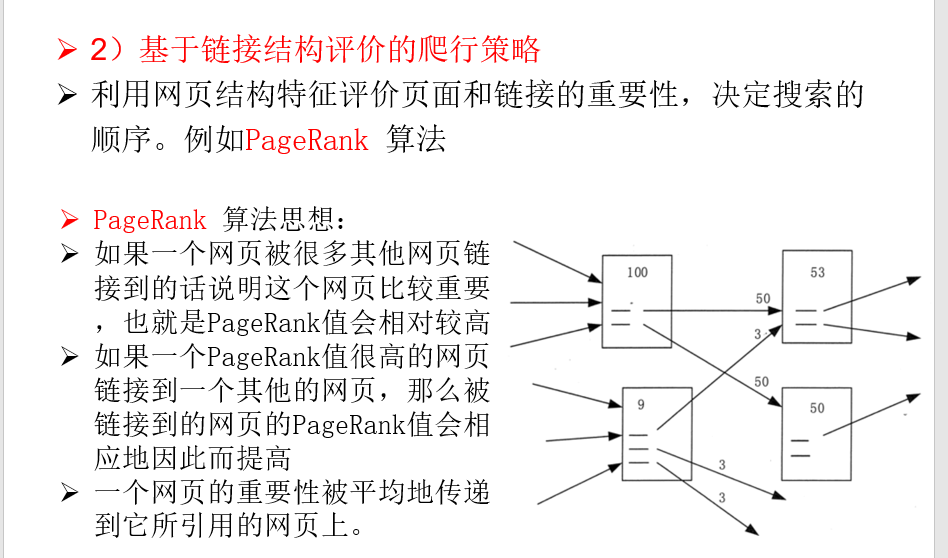 ➢ 2）基于链接结构评价的爬行策略
➢ 利用网页结构特征评价页面和链接的重要性，决定搜索的
顺序。例如PageRank 算法
➢ PageRank 算法思想：
➢ 如果一个网页被很多其他网页链
接到的话说明这个网页比较重要
，也就是PageRank值会相对较高
➢ 如果一个PageRank值很高的网页
链接到一个其他的网页，那么被
链接到的网页的PageRank值会相
应地因此而提高
➢ 一个网页的重要性被平均地传递
到它所引用的网页上。
100
53
50
3
50
9
50
3
3